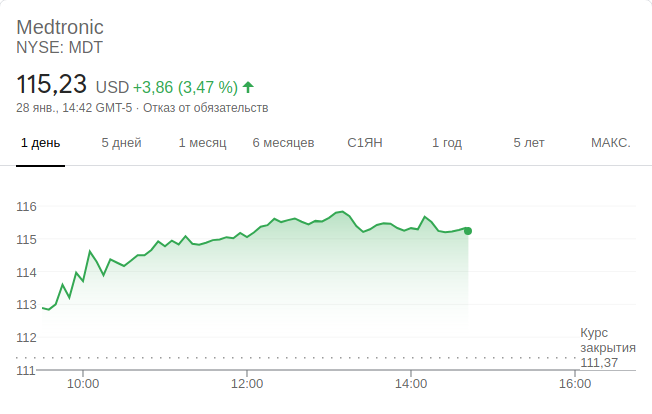 Medtronic
NYSE: MDT
115,23 USD +3,86 (3,47 %)
28 янв., 14:42 GMT-5 · Отказ от обязательств
1 день 5 дней 1 месяц 6 месяцев С1ЯН 1 год 5 лет МАКС.
116
115
114
113
112
Курс
закрытия
111,37
111
10:00 12:00 14:00 16:00